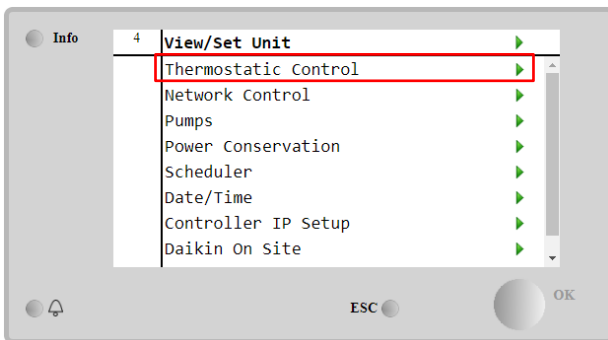 Info
4 View/Set Unit
Thermostatic Control
Network Control
Pumps
Power Conservation
Scheduler
Date/Time
Controller IP Setup
Daikin On Site
ESC
OK